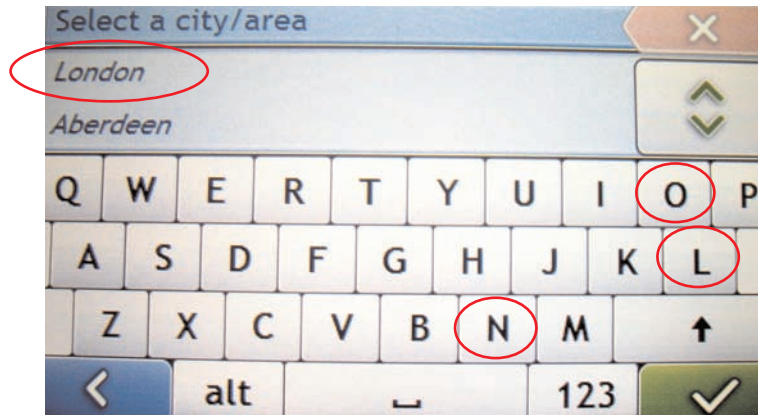 Select a city/area
London
Aberdeen
Q W E R T Y U I O P
A S D F G H J K L
Z X C V B N M
alt 123